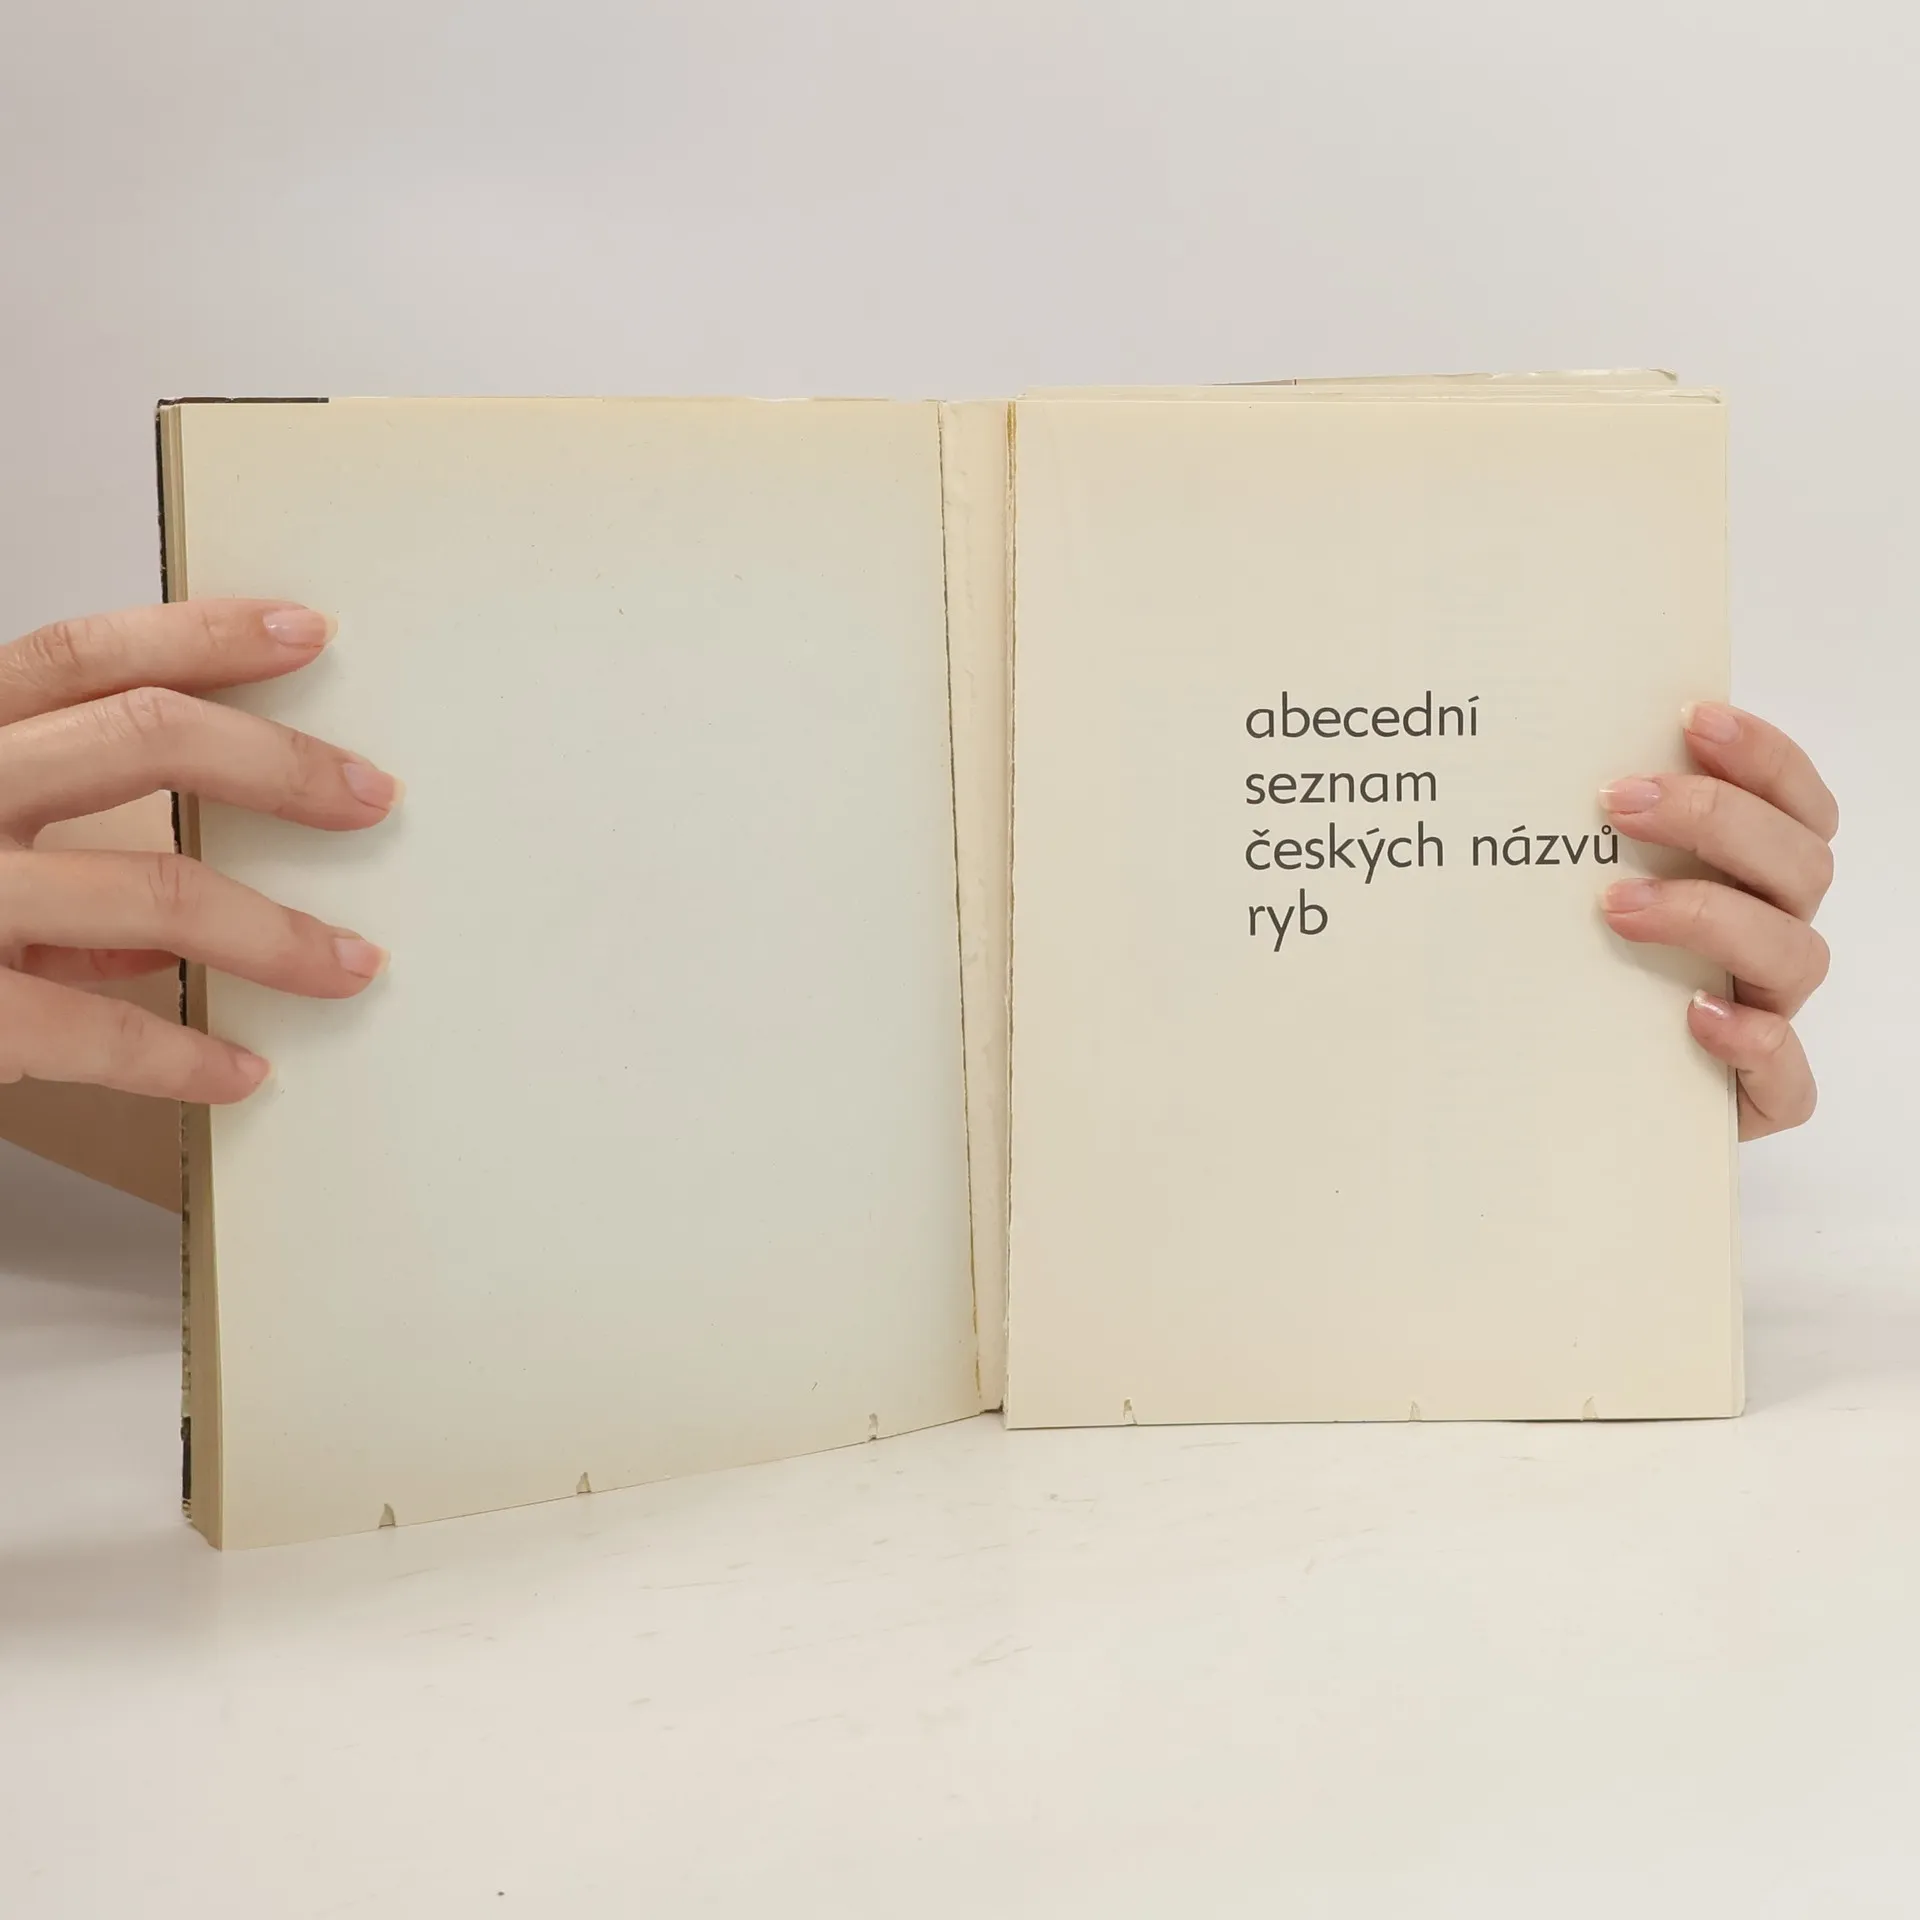 abecední
seznam
českých názvů
ryb